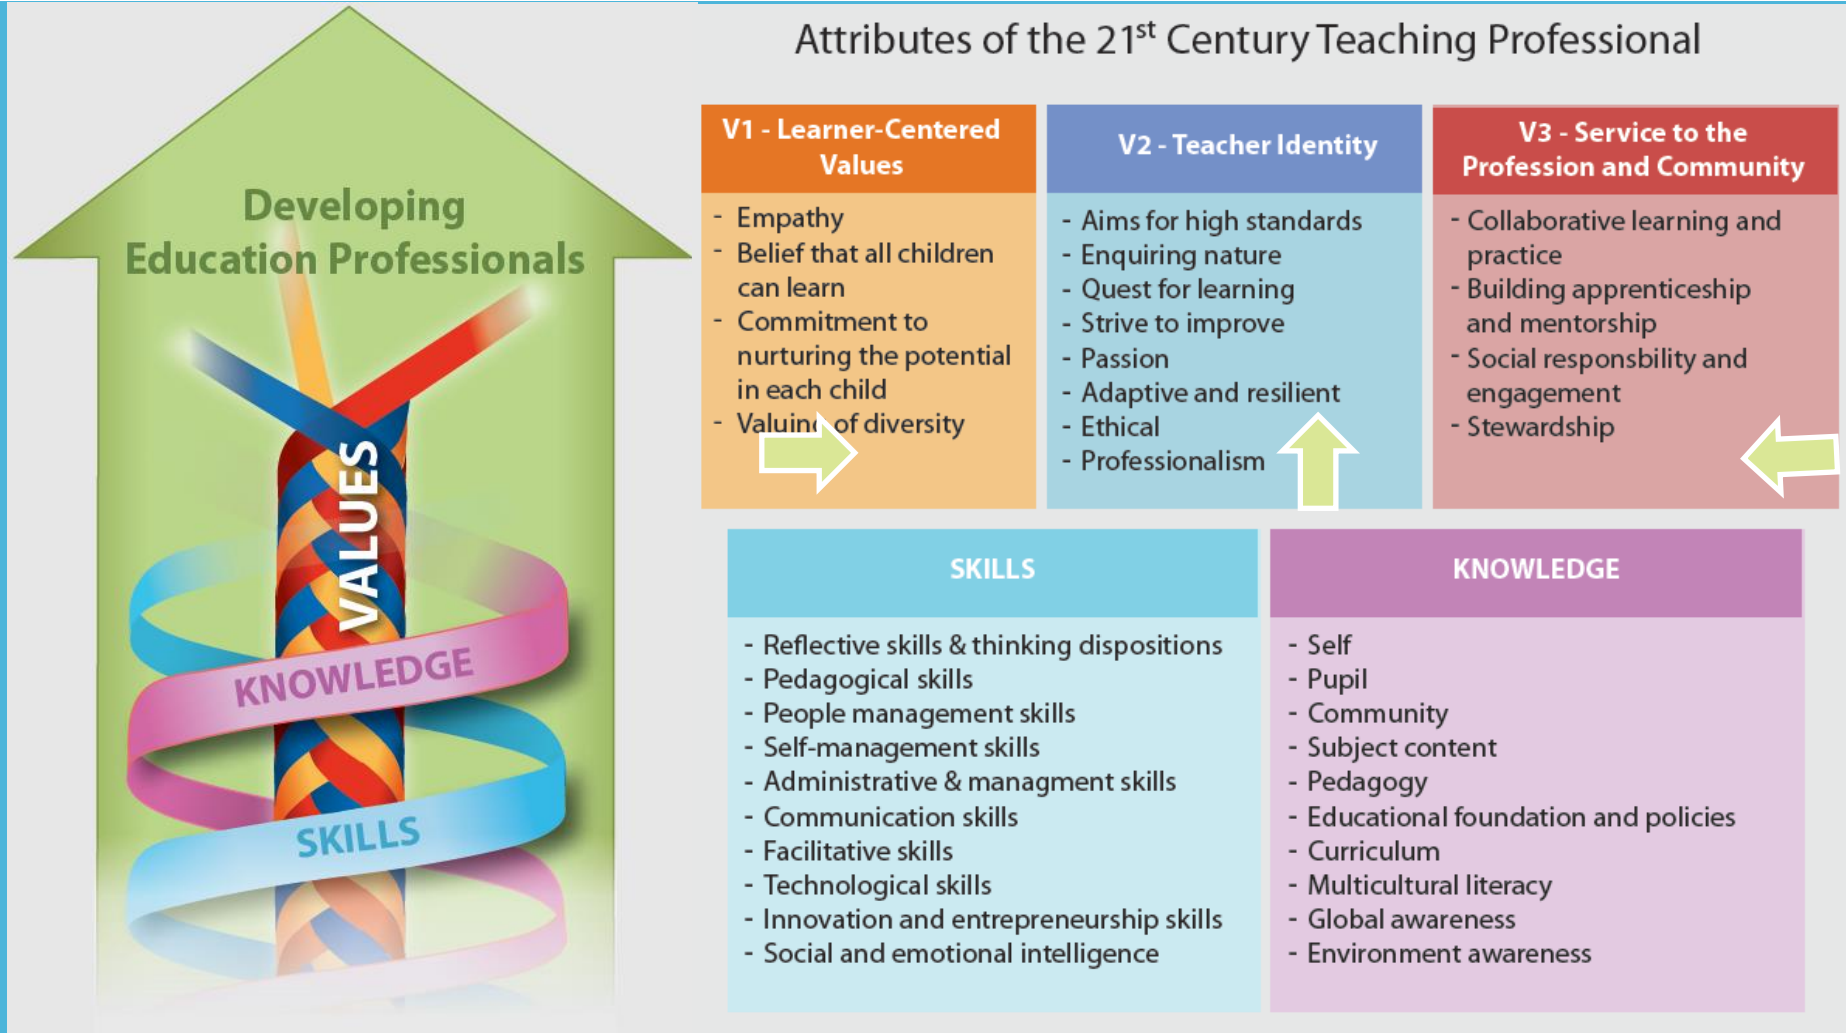 Developing
Education Professionals
VALUES
KNOWLEDGE
SKILLS
Attributes of the 21st Century Teaching Professional
V1 - Learner-Centered
Values
- Empathy
- Belief that all children
can learn
- Commitment to
nurturing the potential
in each child
- Valuing of diversity
V2 - Teacher Identity
- Aims for high standards
- Enquiring nature
- Quest for learning
- Strive to improve
- Passion
- Adaptive and resilient
- Ethical
- Professionalism
V3 - Service to the
Profession and Community
- Collaborative learning and
practice
- Building apprenticeship
and mentorship
- Social responsbility and
engagement
- Stewardship
SKILLS
- Reflective skills & thinking dispositions
- Pedagogical skills
- People management skills
- Self-management skills
- Administrative & managment skills
- Communication skills
- Facilitative skills
- Technological skills
- Innovation and entrepreneurship skills
- Social and emotional intelligence
KNOWLEDGE
- Self
- Pupil
- Community
- Subject content
- Pedagogy
- Educational foundation and policies
- Curriculum
- Multicultural literacy
- Global awareness
- Environment awareness